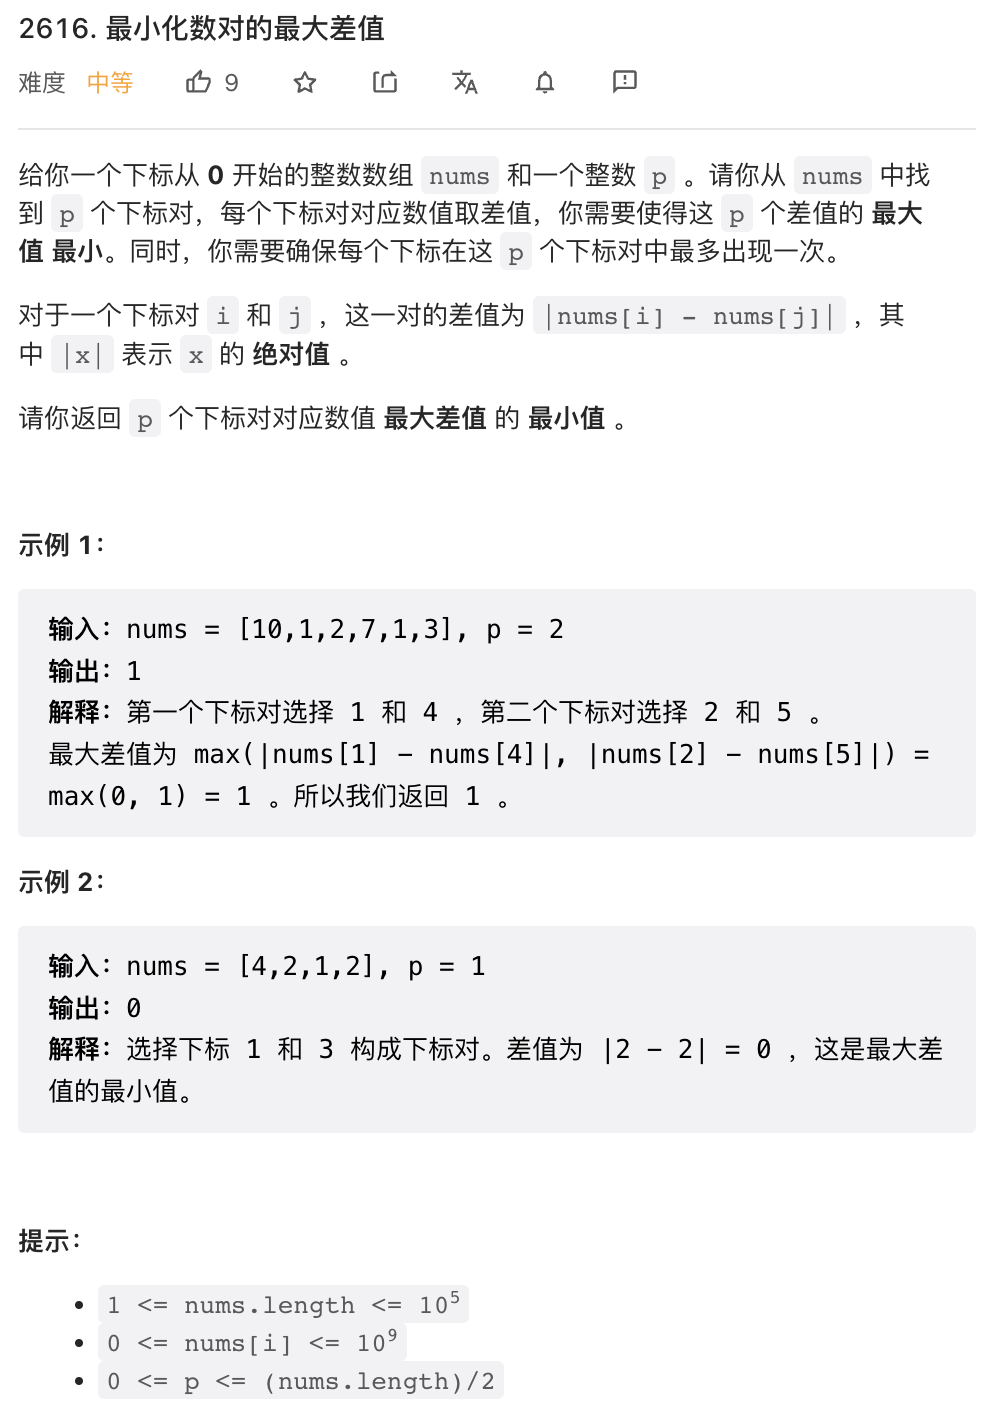 2616. 最小化数对的最大差值
难度 中等 9
给你一个下标从 0 开始的整数数组 nums 和一个整数 p 。请你从 nums 中找
到 p 个下标对，每个下标对对应数值取差值，你需要使得这 p 个差值的 最大
值 最小。同时，你需要确保每个下标在这 p 个下标对中最多出现一次。
对于一个下标对 i 和 j ，这一对的差值为 |nums[i] - nums[j]| ，其
中 |x| 表示 x 的 绝对值 。
请你返回 p 个下标对对应数值 最大差值 的 最小值 。
示例 1：
输入：nums = [10,1,2,7,1,3], p = 2
输出：1
解释：第一个下标对选择 1 和 4 ，第二个下标对选择 2 和 5 。
最大差值为 max(|nums[1] - nums[4]|, |nums[2] - nums[5]|) =
max(0, 1) = 1 。所以我们返回 1 。
示例 2：
输入：nums = [4,2,1,2], p = 1
输出：0
解释：选择下标 1 和 3 构成下标对。差值为 |2 - 2| = 0 ，这是最大差
值的最小值。
提示：
• 1 <= nums.length <= 10⁵
• 0 <= nums[i] <= 10⁹
• 0 <= p <= (nums.length)/2